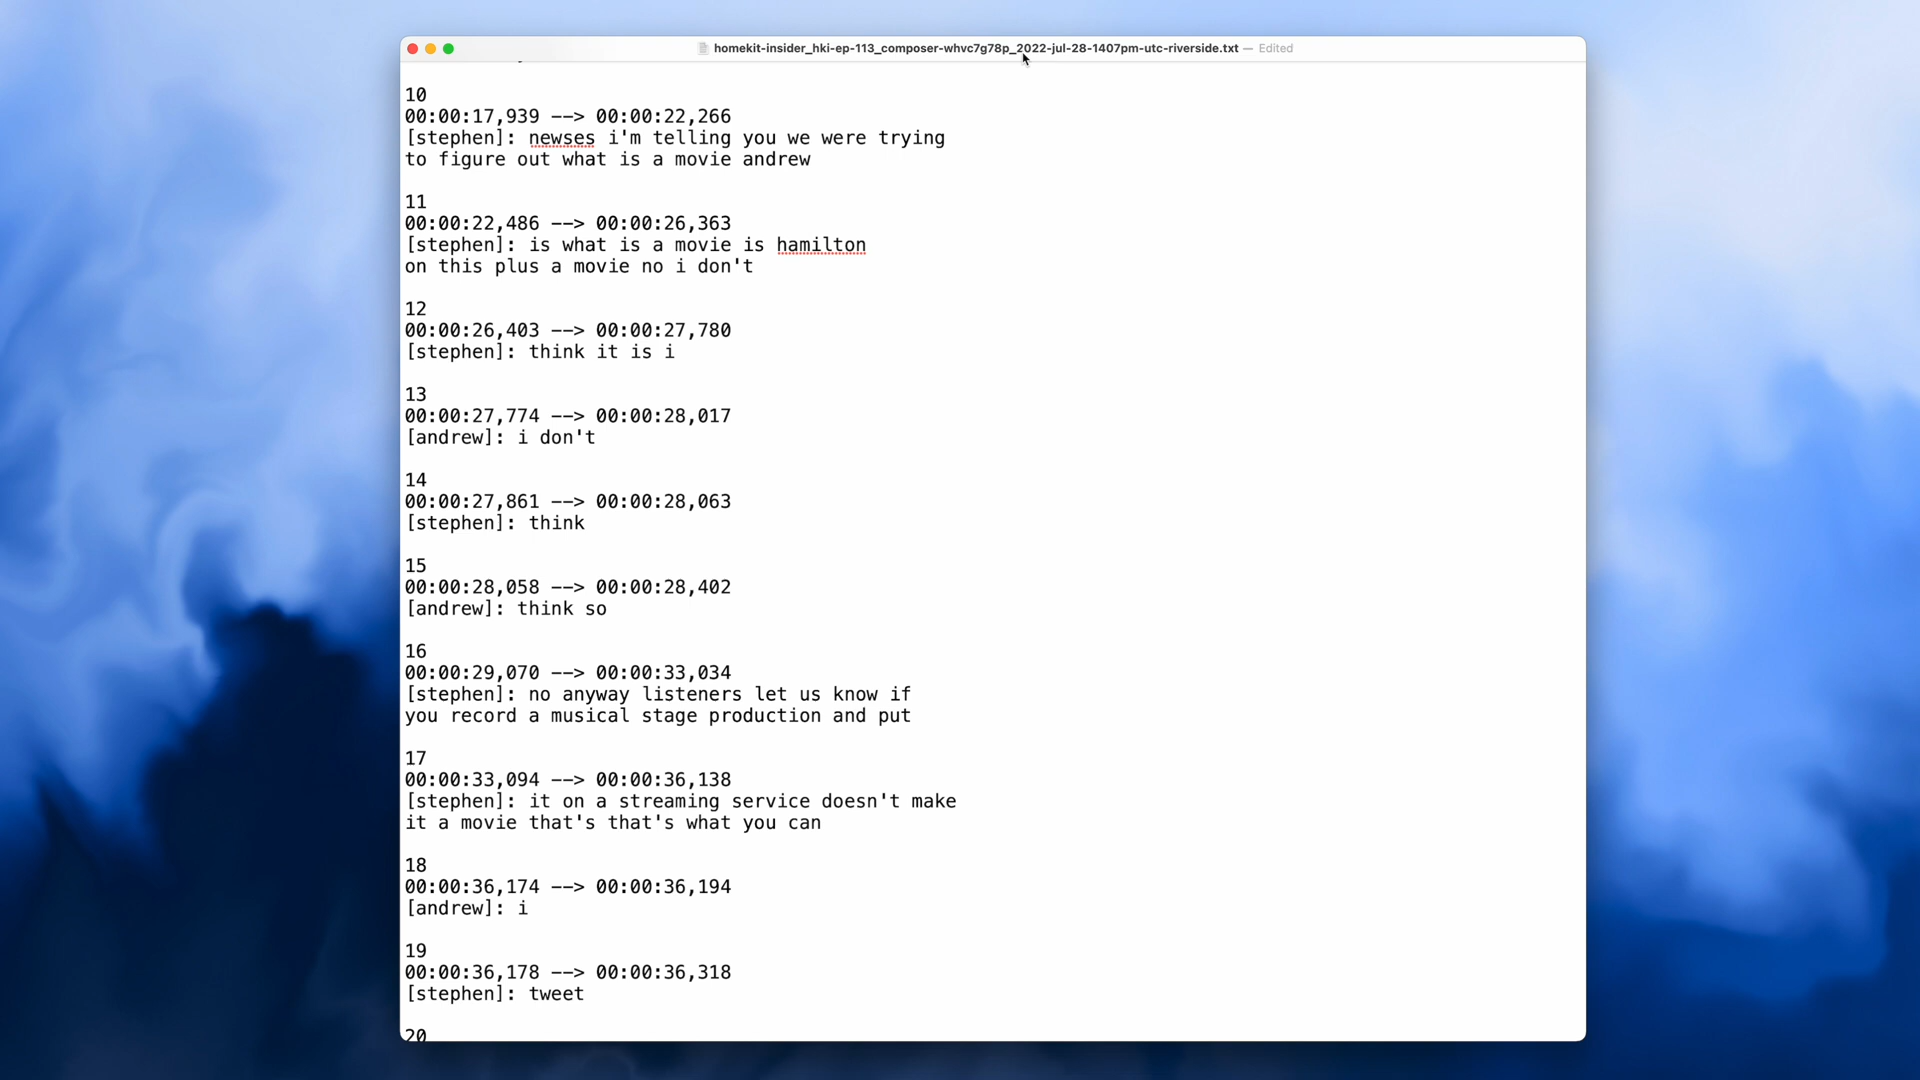 homekit-insider_hki-ep-113_composer-whvc7g78p_2022-jul-28-1407pm-utc-riverside.txt — Edited
10
00:00:17,939 --> 00:00:22,266
[stephen]: newses i'm telling you we were trying
to figure out what is a movie andrew
11
00:00:22,486 --> 00:00:26,363
[stephen]: is what is a movie is hamilton
on this plus a movie no i don't
12
00:00:26,403 --> 00:00:27,780
[stephen]: think it is i
13
00:00:27,774 --> 00:00:28,017
[andrew]: i don't
14
00:00:27,861 --> 00:00:28,063
[stephen]: think
15
00:00:28,058 --> 00:00:28,402
[andrew]: think so
16
00:00:29,070 --> 00:00:33,034
[stephen]: no anyway listeners let us know if
you record a musical stage production and put
17
00:00:33,094 --> 00:00:36,138
[stephen]: it on a streaming service doesn't make
it a movie that's that's what you can
18
00:00:36,174 --> 00:00:36,194
[andrew]: i
19
00:00:36,178 --> 00:00:36,318
[stephen]: tweet
20